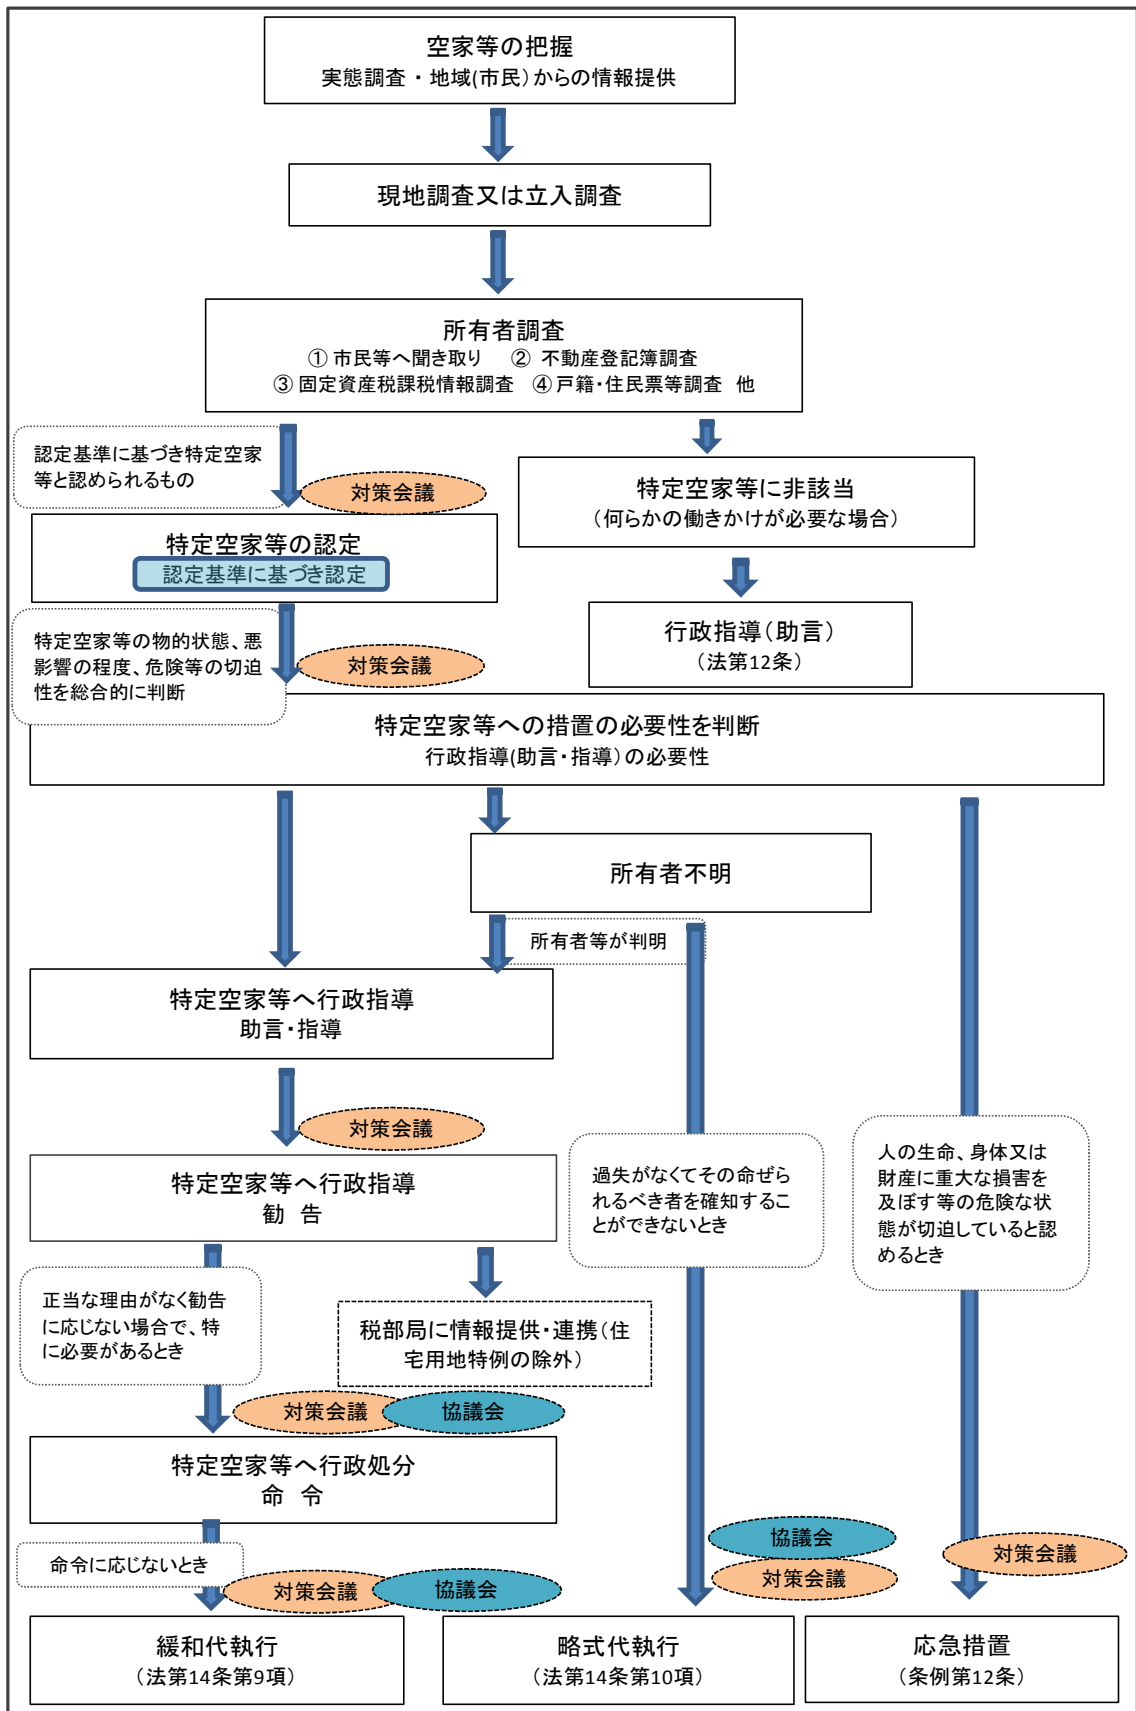 空家等の把握
実態調査 ・ 地域(市民)からの情報提供
現地調査又は立入調査
所有者調査
① 市民等へ聞き取り ② 不動産登記簿調査
③ 固定資産税課税情報調査 ④ 戸籍・住民票等調査 他
認定基準に基づき特定空家
等と認められるもの
対策会議
特定空家等に非該当
(何らかの働きかけが必要な場合)
特定空家等の認定
認定基準に基づき認定
行政指導(助言)
(法第12条)
特定空家等の物的状態、悪
影響の程度、危険等の切迫
性を総合的に判断
対策会議
特定空家等への措置の必要性を判断
行政指導(助言・指導)の必要性
所有者不明
所有者等が判明
特定空家等へ行政指導
助言・指導
対策会議
特定空家等へ行政指導
勧 告
過失がなくてその命ぜら
れるべき者を確知するこ
とができないとき
人の生命、身体又は
財産に重大な損害を
及ぼす等の危険な状
態が切迫していると認
めるとき
正当な理由がなく勧告
に応じない場合で、特
に必要があるとき
税部局に情報提供・連携(住
宅用地特例の除外)
対策会議
協議会
特定空家等へ行政処分
命 令
命令に応じないとき
対策会議
協議会
協議会
対策会議
対策会議
緩和代執行
(法第14条第9項)
略式代執行
(法第14条第10項)
応急措置
(条例第12条)